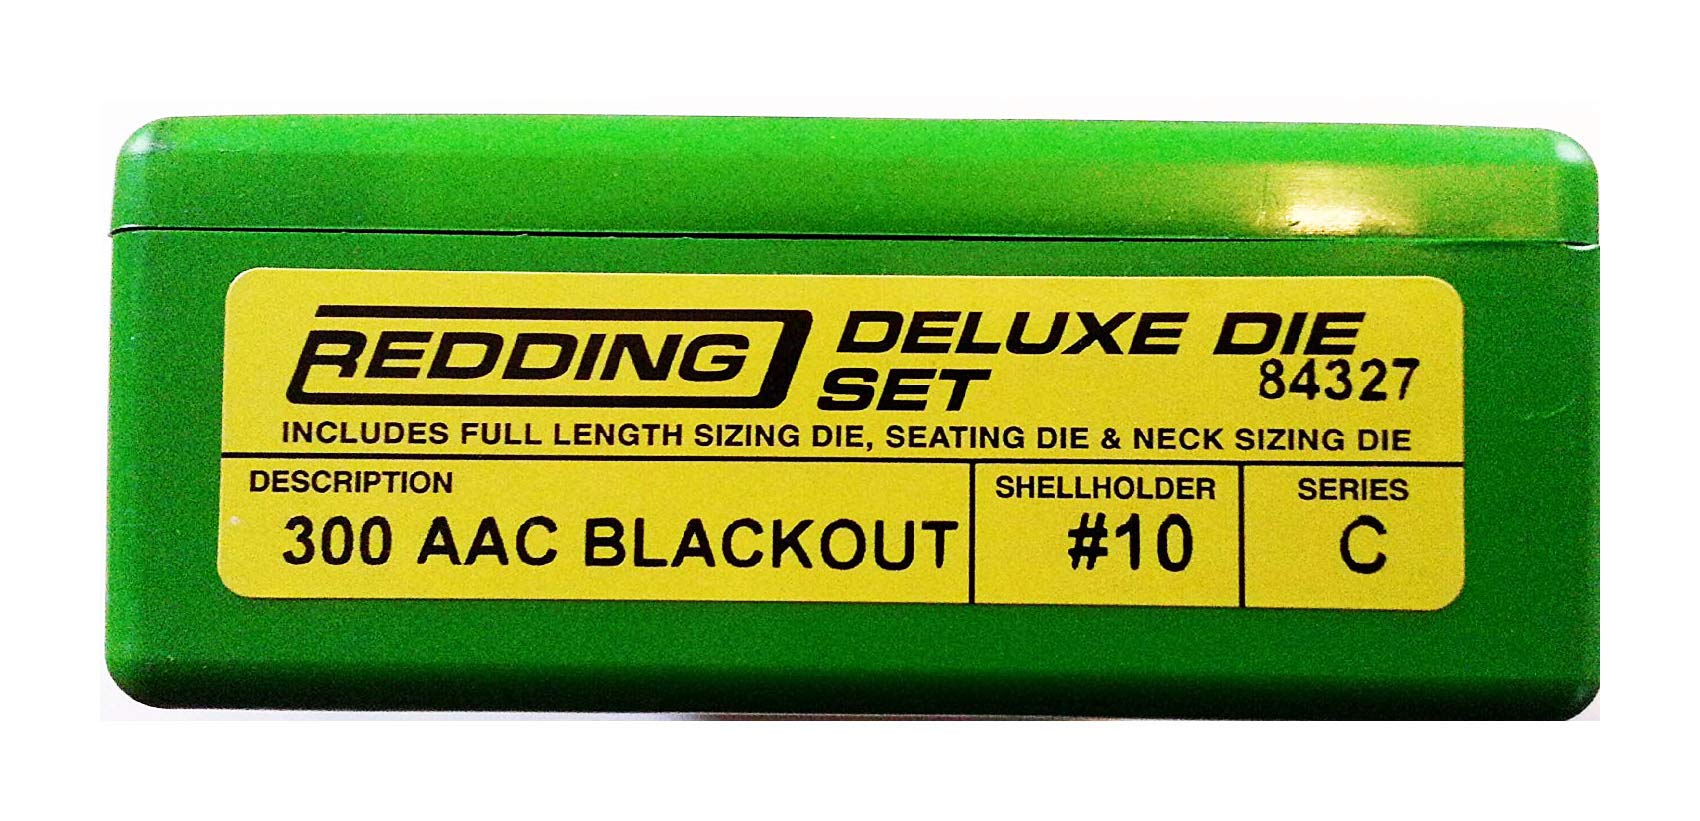 REDDING DELUXE DIE
SET 84327
INCLUDES FULL LENGTH SIZING DIE, SEATING DIE & NECK SIZING DIE
DESCRIPTION SHELLHOLDER SERIES
300 AAC BLACKOUT #10 C